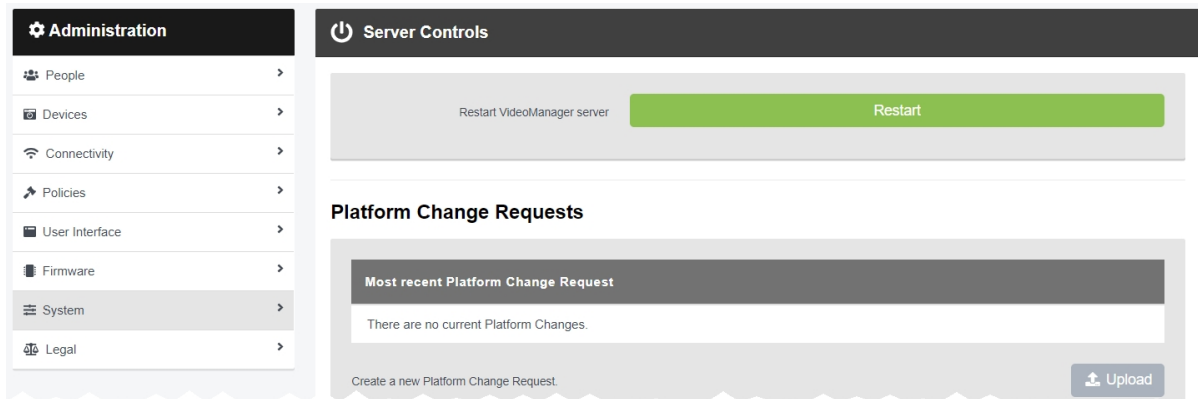 Administration
People
Devices
Connectivity
Policies
User Interface
Firmware
System
Legal
Server Controls
Restart VideoManager server
Restart
Platform Change Requests
Most recent Platform Change Request
There are no current Platform Changes.
Create a new Platform Change Request.
Upload